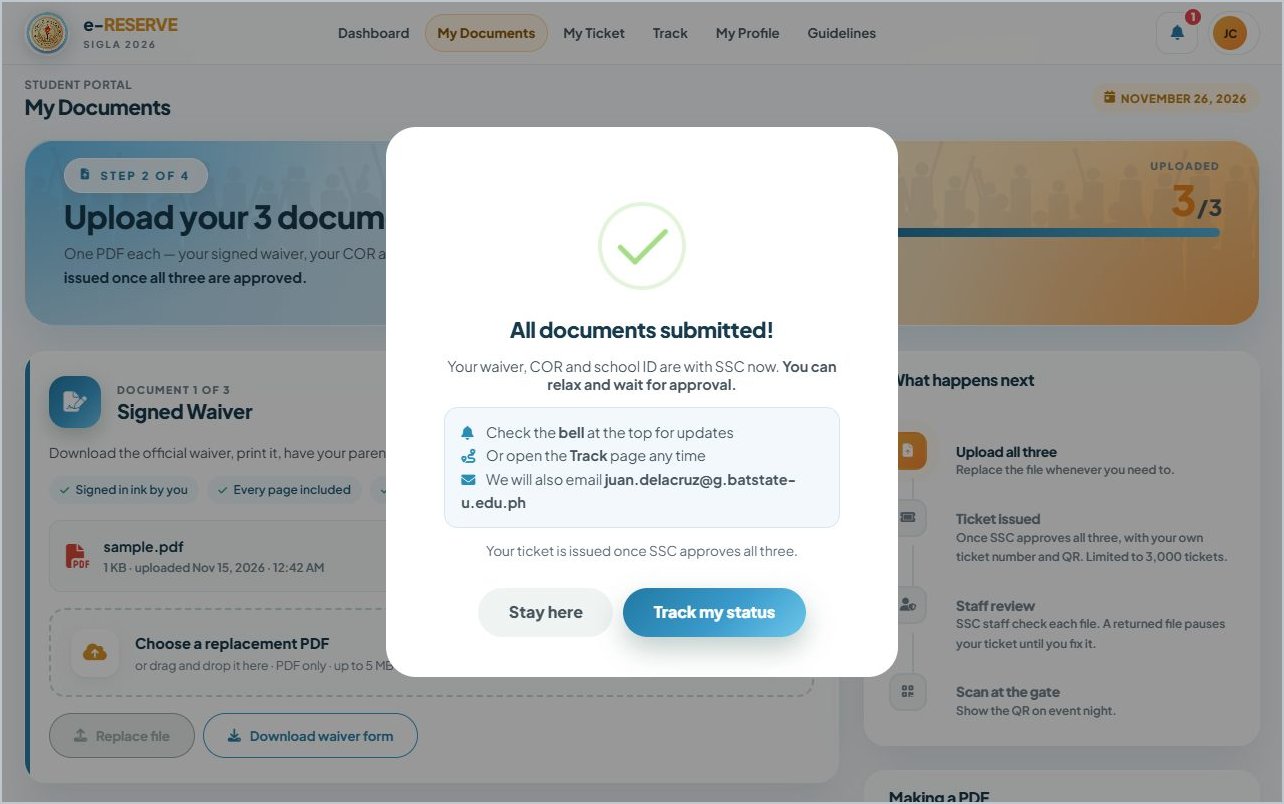 e-RESERVE
SIGLA 2026
Dashboard
My Documents
My Ticket
Track
My Profile
Guidelines
1
JC
STUDENT PORTAL
My Documents
NOVEMBER 26, 2026
STEP 2 OF 4
Upload your 3 docum
One PDF each — your signed waiver, your COR a
issued once all three are approved.
UPLOADED
3/3
All documents submitted!
Your waiver, COR and school ID are with SSC now. You can
relax and wait for approval.
Check the bell at the top for updates
Or open the Track page any time
We will also email juan.delacruz@g.batstate-
u.edu.ph
Your ticket is issued once SSC approves all three.
Stay here
Track my status
DOCUMENT 1 OF 3
Signed Waiver
Download the official waiver, print it, have your paren
Signed in ink by you
Every page included
sample.pdf
PDF
1 KB · uploaded Nov 15, 2026 · 12:42 AM
Choose a replacement PDF
or drag and drop it here · PDF only · up to 5 MB
Replace file
Download waiver form
What happens next
Upload all three
Replace the file whenever you need to.
Ticket issued
Once SSC approves all three, with your own
ticket number and QR. Limited to 3,000 tickets.
Staff review
SSC staff check each file. A returned file pauses
your ticket until you fix it.
Scan at the gate
Show the QR on event night.
Making a PDF